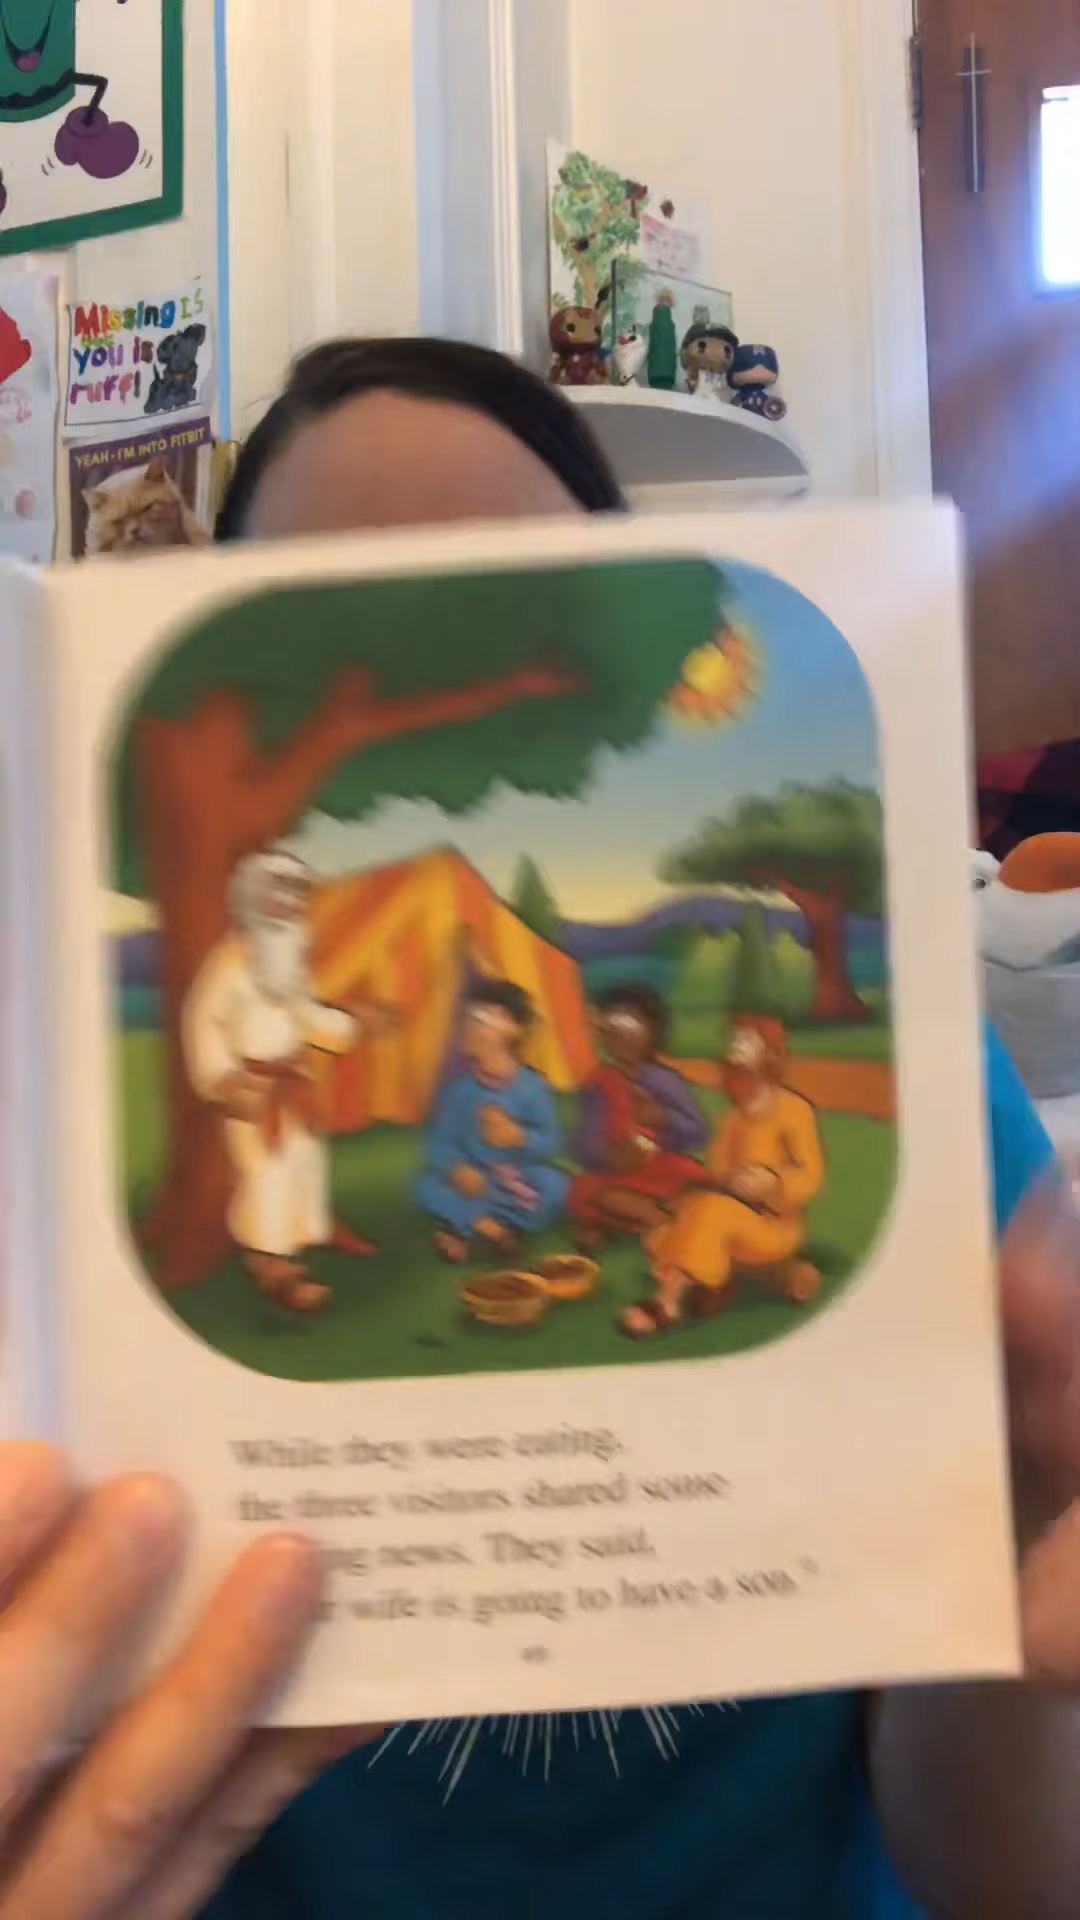 Missing IS
you is
ruff!
YEAH - I'M INTO FITBIT
While they were eating,
the three visitors shared some
news. They said,
wife is going to have a son."